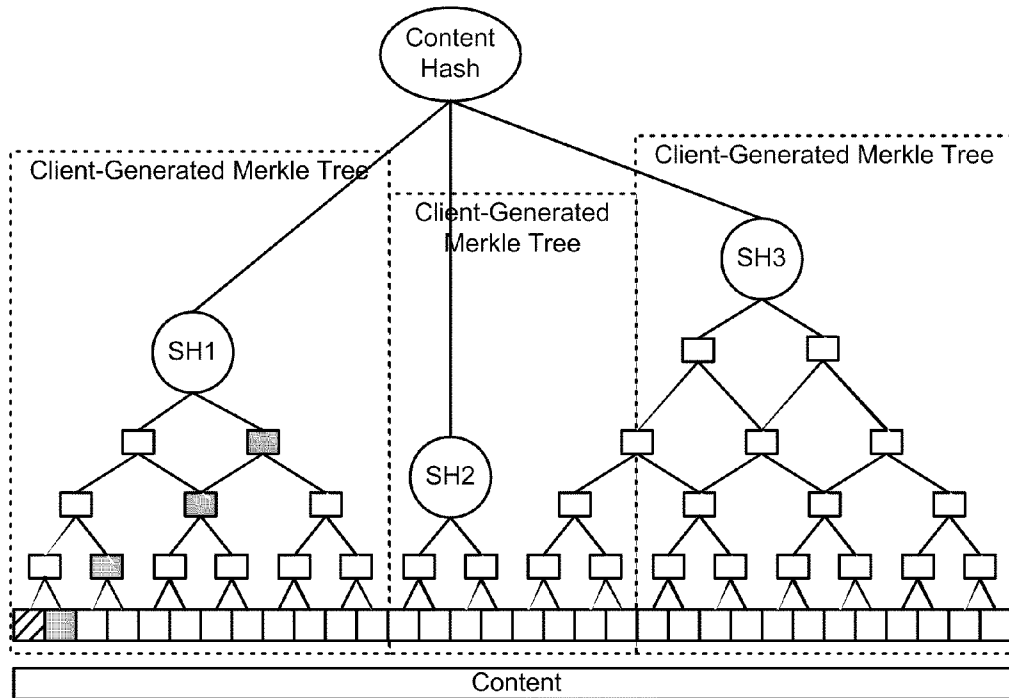 Content
Hash
Client-Generated Merkle Tree
Client-Generated
Merkle Tree
Client-Generated Merkle Tree
SH1
SH2
SH3
Content